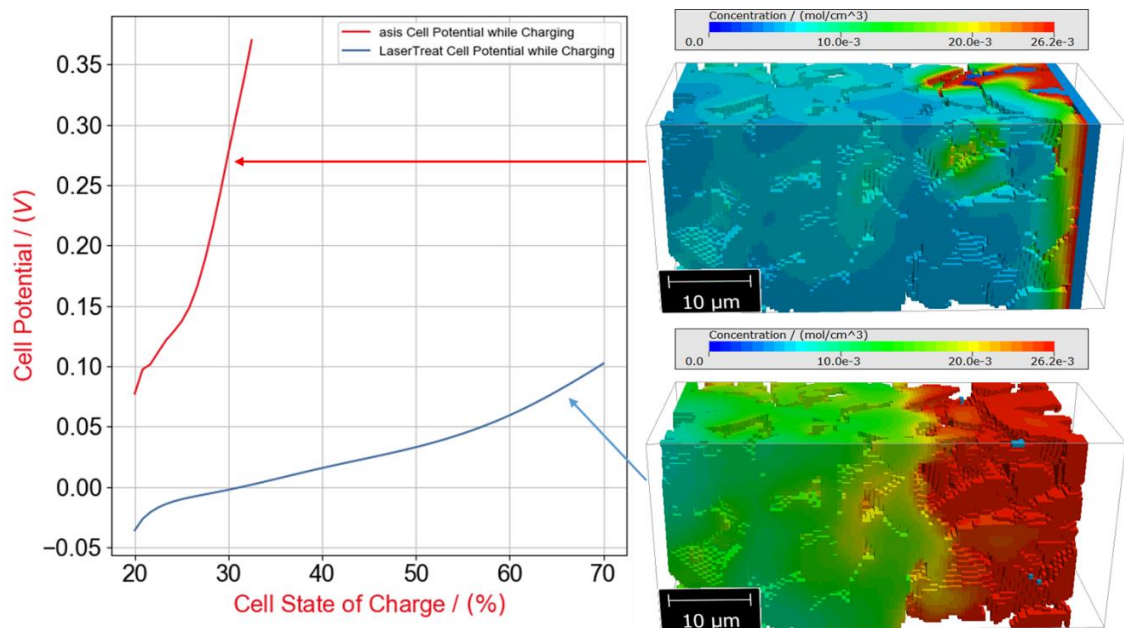 asis Cell Potential while Charging
LaserTreat Cell Potential while Charging
Cell Potential / (V)
0.35
0.30
0.25
0.20
0.15
0.10
0.05
0.00
−0.05
20 30 40 50 60 70
Cell State of Charge / (%)
Concentration / (mol/cm^3)
0.0 10.0e-3 20.0e-3 26.2e-3
10 µm
Concentration / (mol/cm^3)
0.0 10.0e-3 20.0e-3 26.2e-3
10 µm